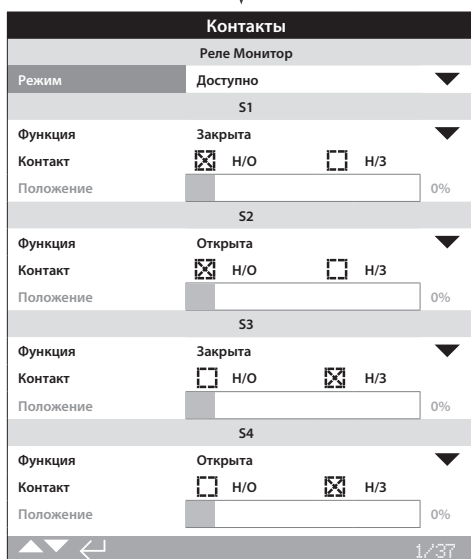 Контакты
Реле Монитор
Режим Доступно
S1
Функция Закрыта
Контакт Н/О Н/З
Положение 0%
S2
Функция Открыта
Контакт Н/О Н/З
Положение 0%
S3
Функция Закрыта
Контакт Н/О Н/З
Положение 0%
S4
Функция Открыта
Контакт Н/О Н/З
Положение 0%
1/37